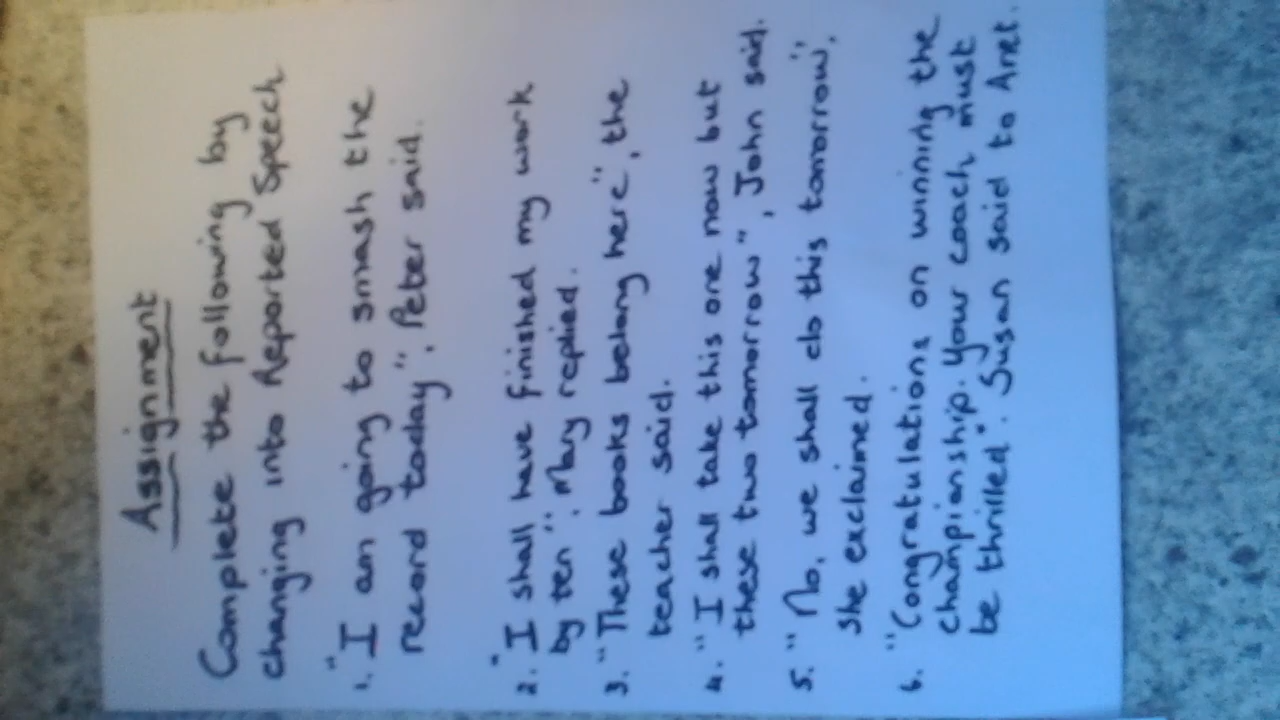 Assignment
Complete the following by
changing into Reported Speech
1. "I am going to smash the
record today", Peter said.
2. "I shall have finished my work
by ten", Mary replied.
3. "These books belong here", the
teacher said.
4. "I shall take this one now but
these two tomorrow", John said.
5. "No, we shall do this tomorrow",
she exclaimed.
6. "Congratulations on winning the
championship. Your coach must
be thrilled". Susan said to Anet.